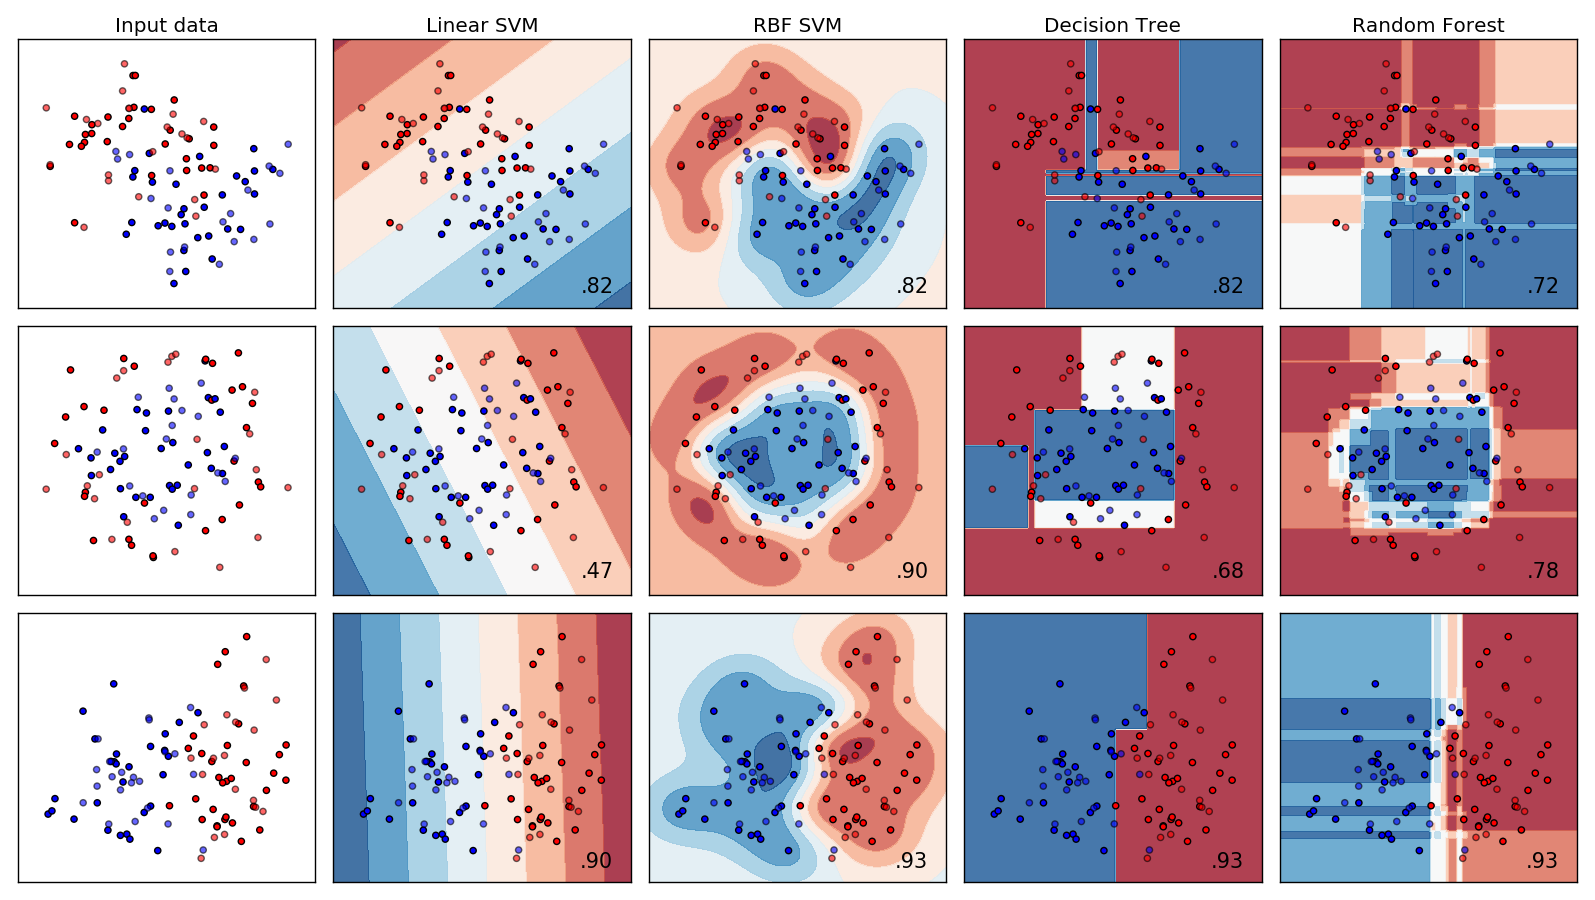 Input data Linear SVM RBF SVM Decision Tree Random Forest
.82 .82 .82 .72
.47 .90 .68 .78
.90 .93 .93 .93